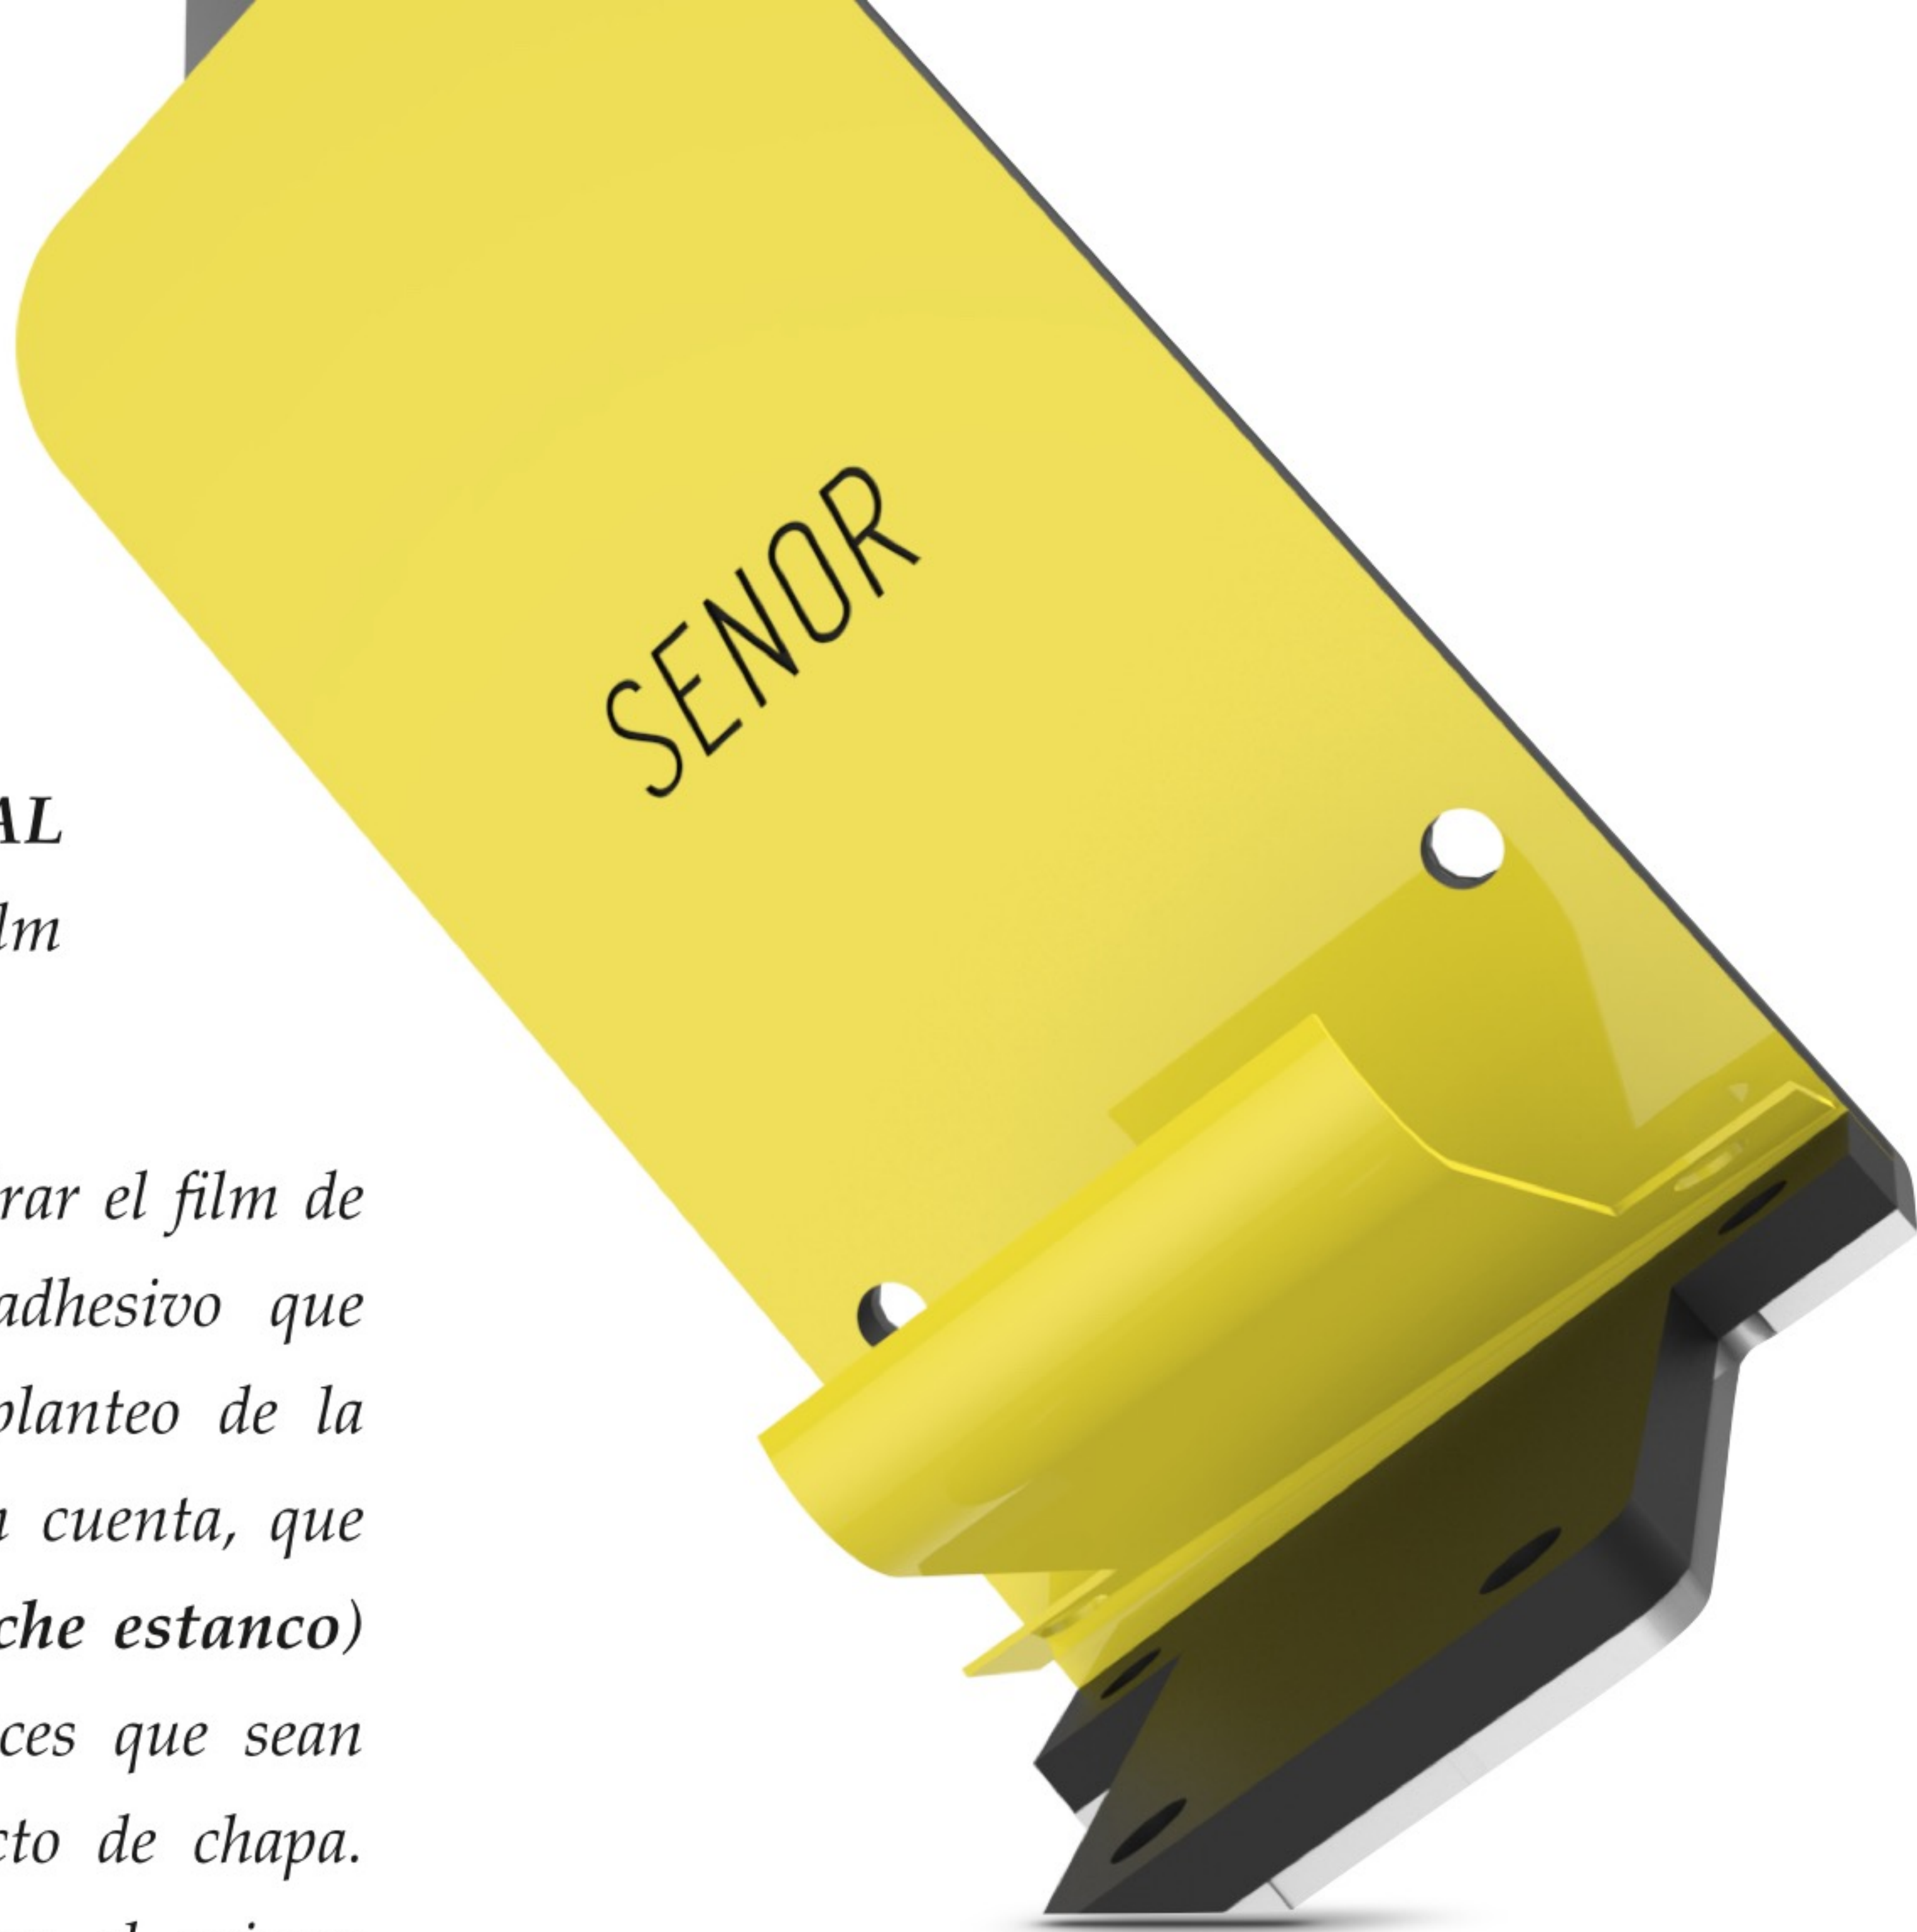 SENOR
AL
lm
rar el film de
adhesivo que
planteo de la
cuenta, que
che estanco)
ces que sean
cto de chapa.